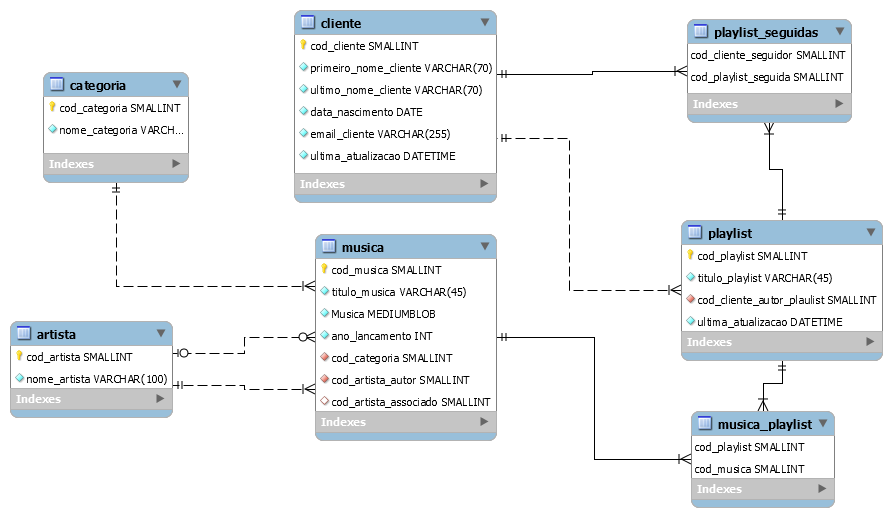 cliente
cod_cliente SMALLINT
primeiro_nome_cliente VARCHAR(70)
ultimo_nome_cliente VARCHAR(70)
data_nascimento DATE
email_cliente VARCHAR(255)
ultima_atualizacao DATETIME
Indexes
playlist_seguidas
cod_cliente_seguidor SMALLINT
cod_playlist_seguida SMALLINT
Indexes
categoria
cod_categoria SMALLINT
nome_categoria VARCH...
Indexes
musica
cod_musica SMALLINT
titulo_musica VARCHAR(45)
Musica MEDIUMBLOB
ano_lancamento INT
cod_categoria SMALLINT
cod_artista_autor SMALLINT
cod_artista_associado SMALLINT
Indexes
playlist
cod_playlist SMALLINT
titulo_playlist VARCHAR(45)
cod_cliente_autor_plaulist SMALLINT
ultima_atualizacao DATETIME
Indexes
artista
cod_artista SMALLINT
nome_artista VARCHAR(100)
Indexes
musica_playlist
cod_playlist SMALLINT
cod_musica SMALLINT
Indexes